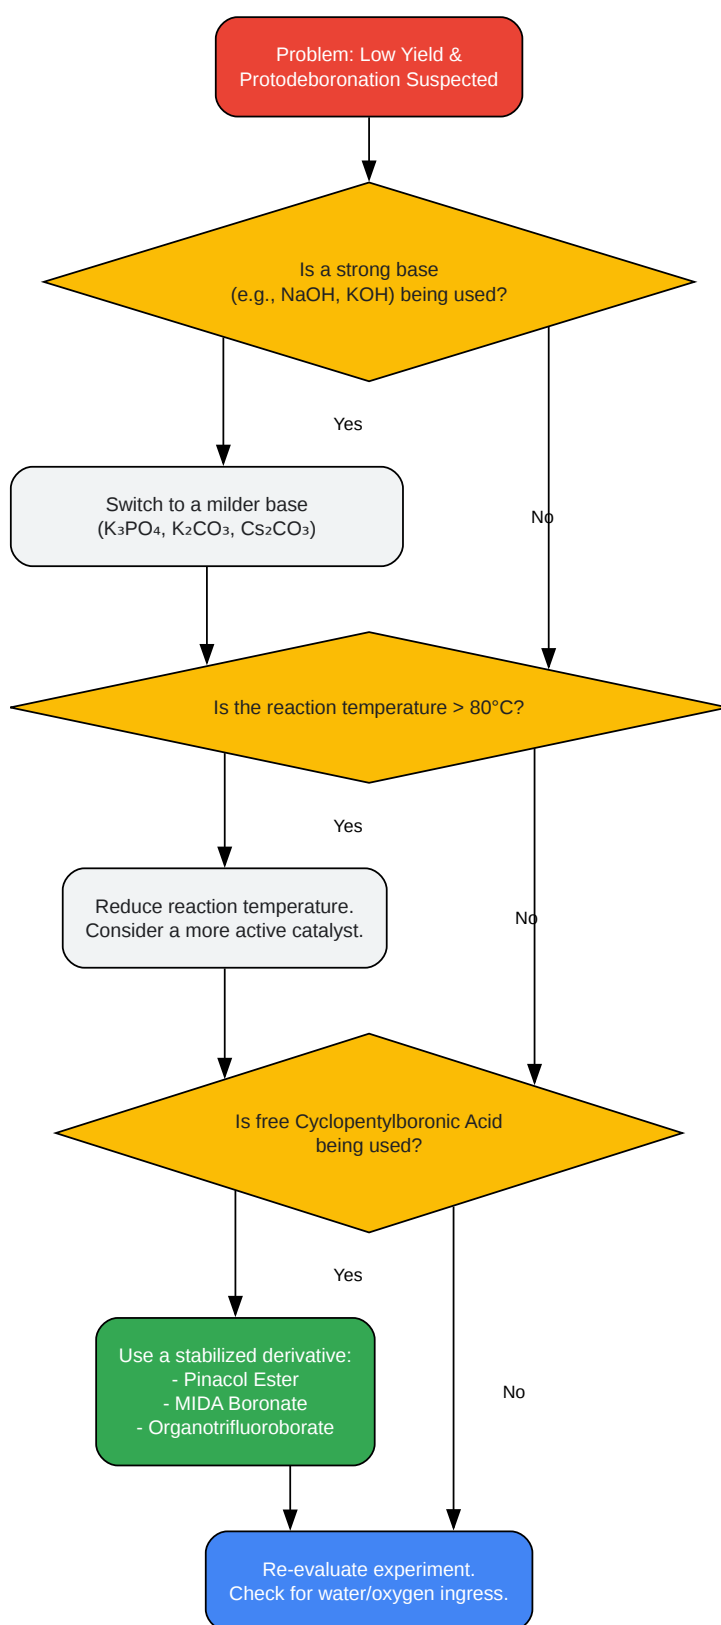 Problem: Low Yield &
Protodeboronation Suspected
Is a strong base
(e.g., NaOH, KOH) being used?
Yes
Switch to a milder base
(K₃PO₄, K₂CO₃, Cs₂CO₃)
No
Is the reaction temperature > 80°C?
Yes
Reduce reaction temperature.
Consider a more active catalyst.
No
Is free Cyclopentylboronic Acid
being used?
Yes
Use a stabilized derivative:
- Pinacol Ester
- MIDA Boronate
- Organotrifluoroborate
No
Re-evaluate experiment.
Check for water/oxygen ingress.